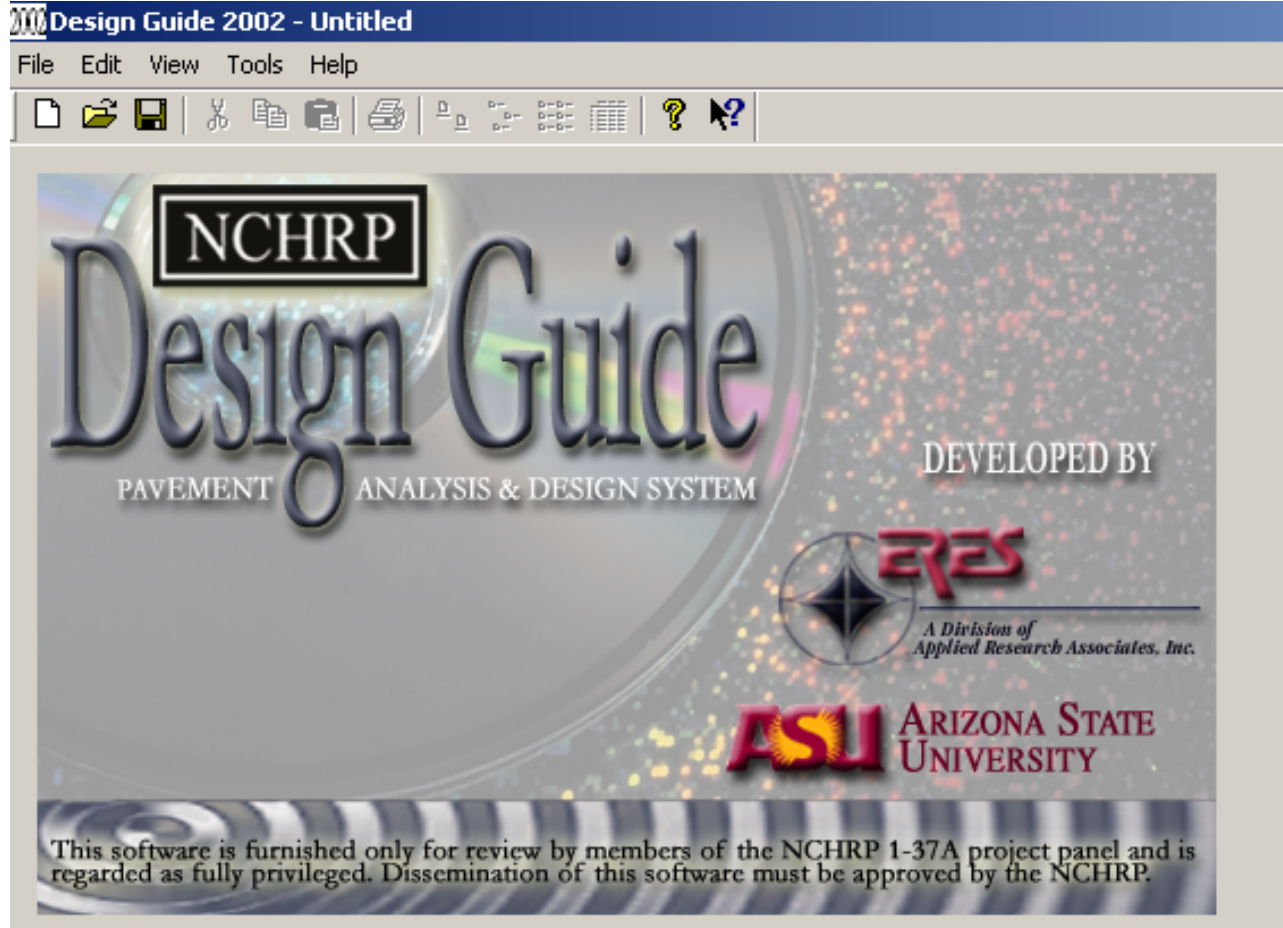 Design Guide 2002 - Untitled
File Edit View Tools Help
NCHRP
Design Guide
PAVEMENT ANALYSIS & DESIGN SYSTEM
DEVELOPED BY
ERES
A Division of
Applied Research Associates, Inc.
ASU ARIZONA STATE
UNIVERSITY
This software is furnished only for review by members of the NCHRP 1-37A project panel and is
regarded as fully privileged. Dissemination of this software must be approved by the NCHRP.